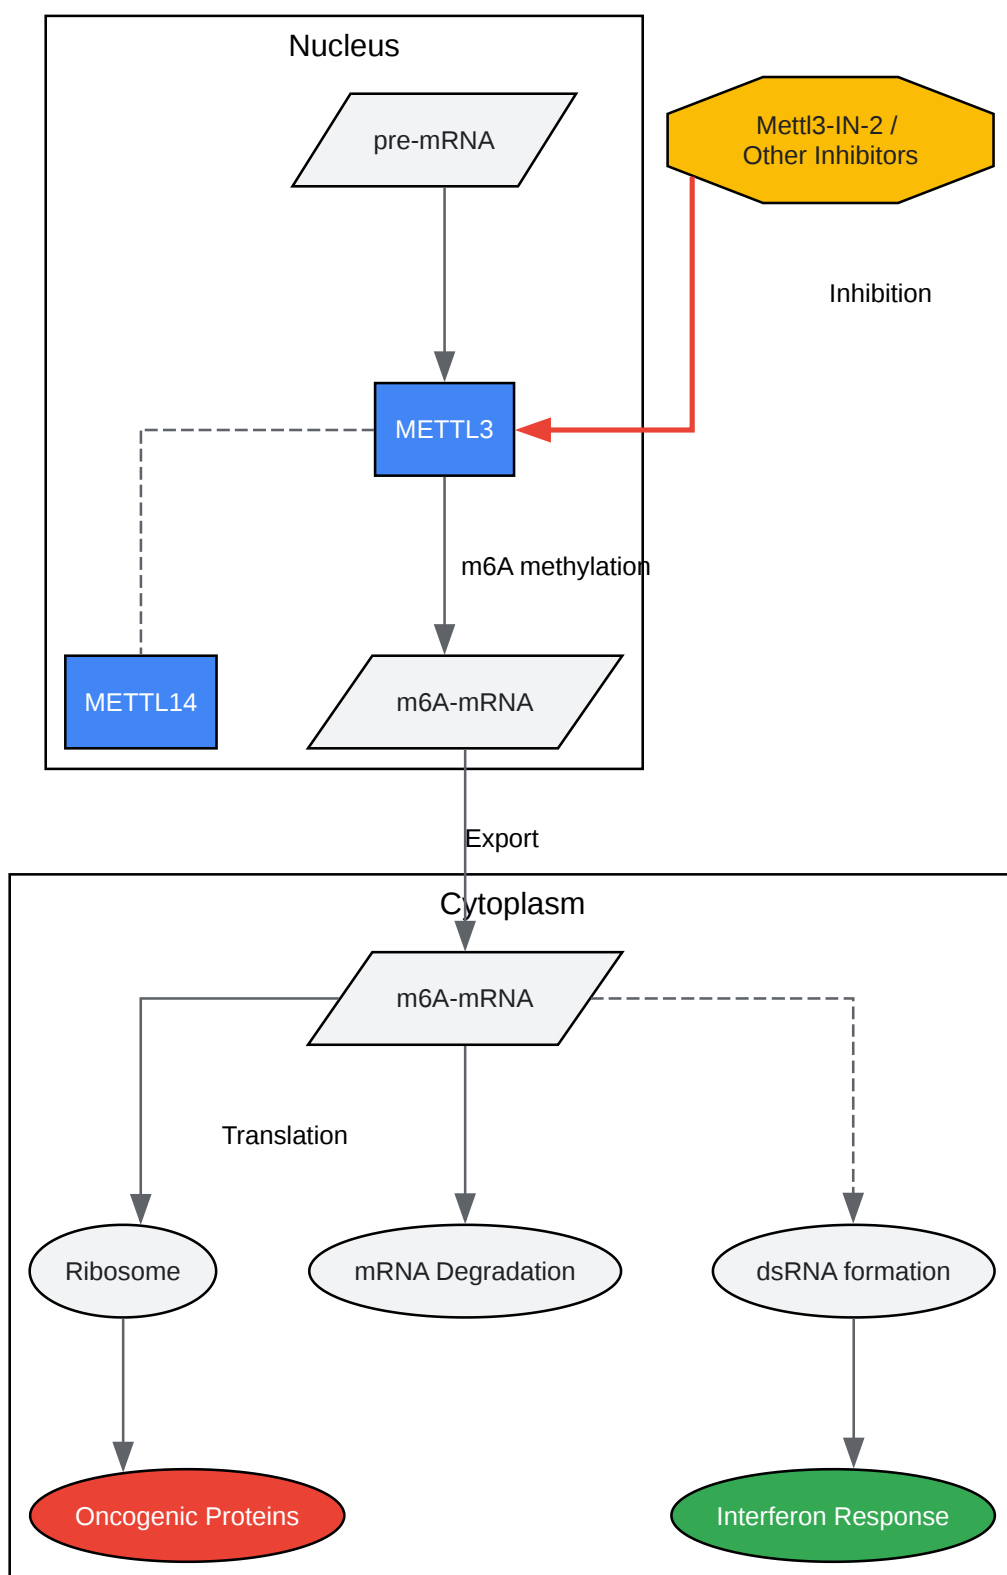 Nucleus
pre-mRNA
Mettl3-IN-2 /
Other Inhibitors
Inhibition
METTL3
m6A methylation
METTL14
m6A-mRNA
Export
Cytoplasm
m6A-mRNA
Translation
Ribosome
mRNA Degradation
dsRNA formation
Oncogenic Proteins
Interferon Response